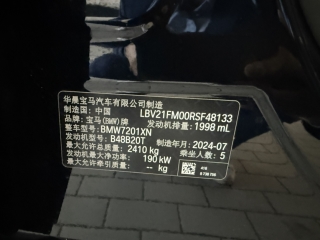 华晨宝马汽车有限公司制造
制造国：中国 LBV21FM00RSF48133
品牌：宝马(BMW)牌 发动机排量：1998 mL
整车型号：BMW7201XN
发动机型号：B48B20T 制造年月：2024-07
最大允许总质量：2410 kg 乘坐人数：5
发动机最大净功率：190 kW
最大允许牵引质量：-- kg